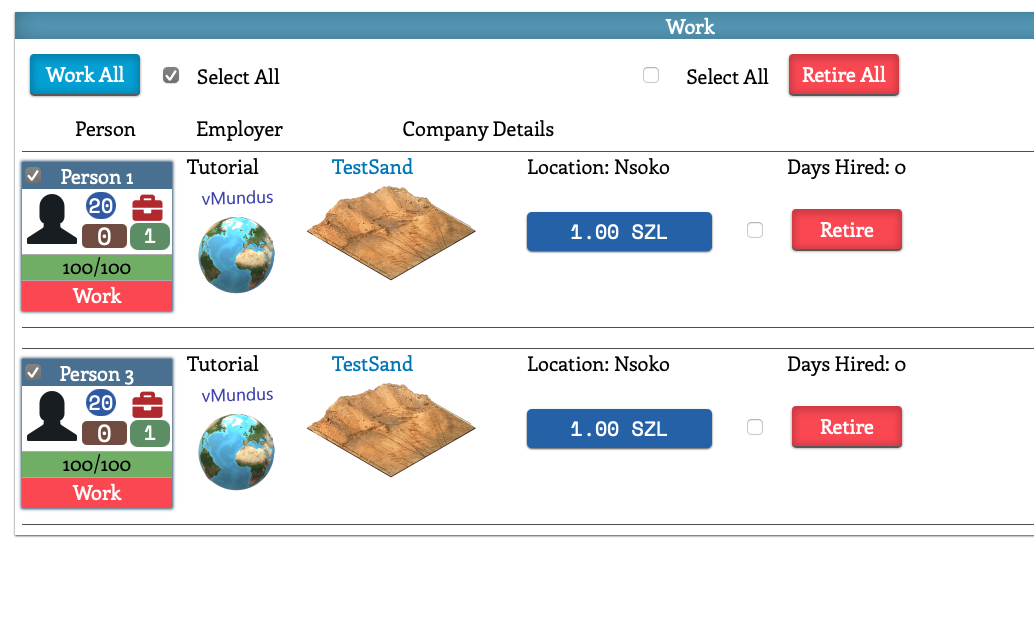 Work
Work All Select All Select All Retire All
Person Employer Company Details
Person 1 Tutorial TestSand Location: Nsoko Days Hired: 0
vMundus
20
0 1
1.00 SZL Retire
100/100
Work
Person 3 Tutorial TestSand Location: Nsoko Days Hired: 0
vMundus
20
0 1
1.00 SZL Retire
100/100
Work